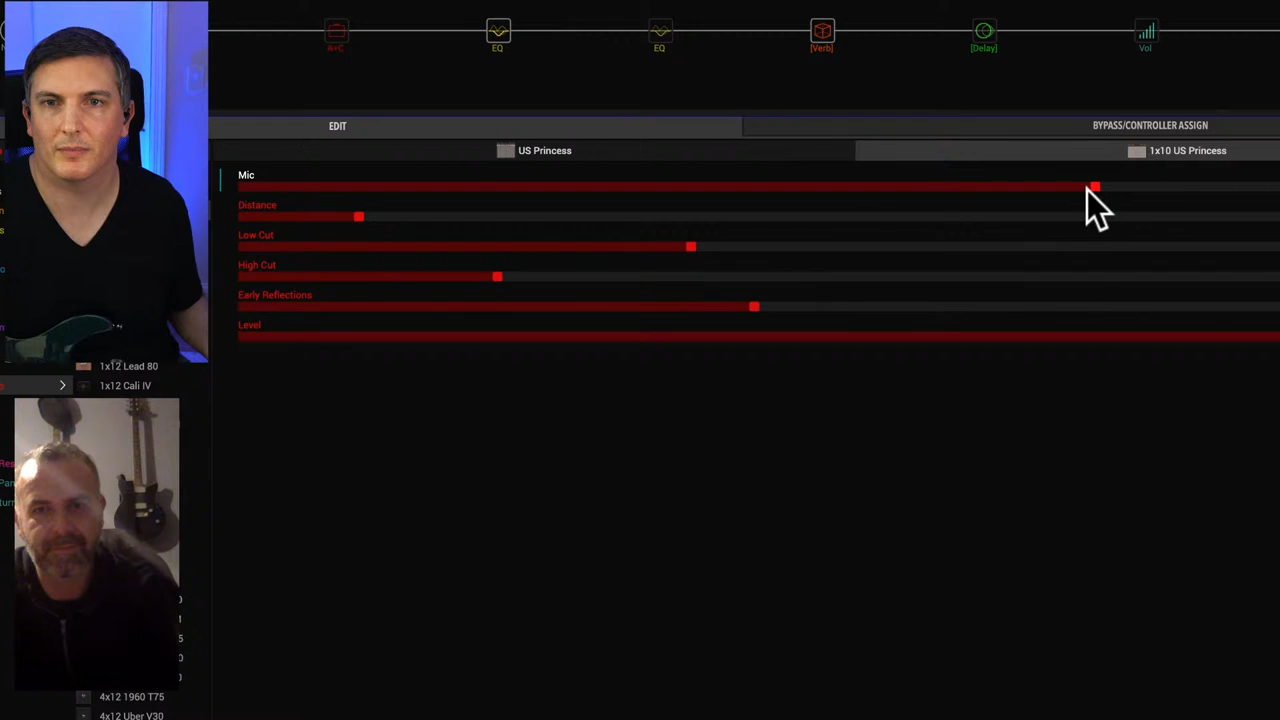 A+C
EQ
EQ
[Verb]
[Delay]
Vol
EDIT
BYPASS/CONTROLLER ASSIGN
US Princess
1x10 US Princess
Mic
Distance
Low Cut
High Cut
Early Reflections
Level
1x12 Lead 80
1x12 Cali IV
4x12 1960 T75
4x12 Uber V30